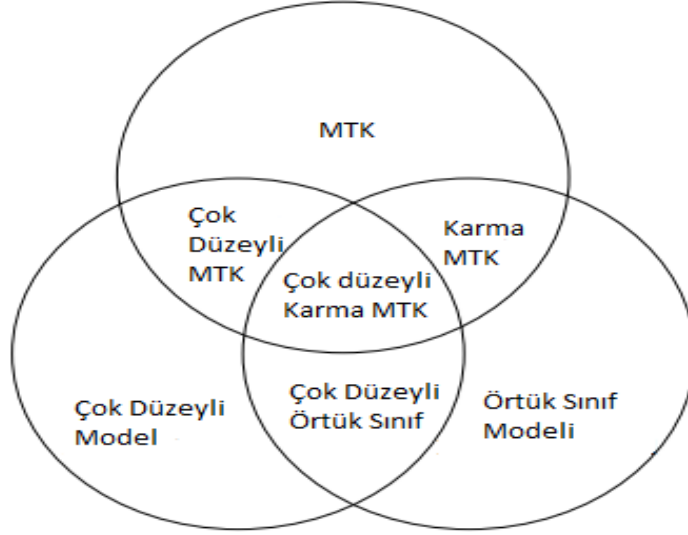 MTK
Çok
Düzeyli
MTK
Karma
MTK
Çok düzeyli
Karma MTK
Çok Düzeyli
Model
Çok Düzeyli
Örtük Sınıf
Örtük Sınıf
Modeli